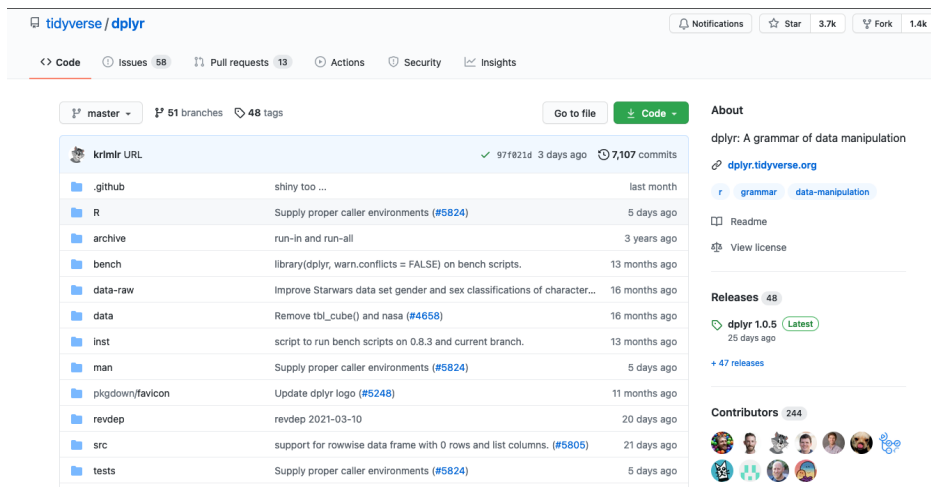 tidyverse / dplyr
Notifications Star 3.7k Fork 1.4k
Code Issues 58 Pull requests 13 Actions Security Insights
master 51 branches 48 tags Go to file Code
krlmlr URL 97f021d 3 days ago 7,107 commits
.github shiny too ... last month
R Supply proper caller environments (#5824) 5 days ago
archive run-in and run-all 3 years ago
bench library(dplyr, warn.conflicts = FALSE) on bench scripts. 13 months ago
data-raw Improve Starwars data set gender and sex classifications of character... 16 months ago
data Remove tbl_cube() and nasa (#4658) 16 months ago
inst script to run bench scripts on 0.8.3 and current branch. 13 months ago
man Supply proper caller environments (#5824) 5 days ago
pkgdown/favicon Update dplyr logo (#5248) 11 months ago
revdep revdep 2021-03-10 20 days ago
src support for rowwise data frame with 0 rows and list columns. (#5805) 21 days ago
tests Supply proper caller environments (#5824) 5 days ago
About
dplyr: A grammar of data manipulation
dplyr.tidyverse.org
r grammar data-manipulation
Readme
View license
Releases 48
dplyr 1.0.5 Latest
25 days ago
+ 47 releases
Contributors 244